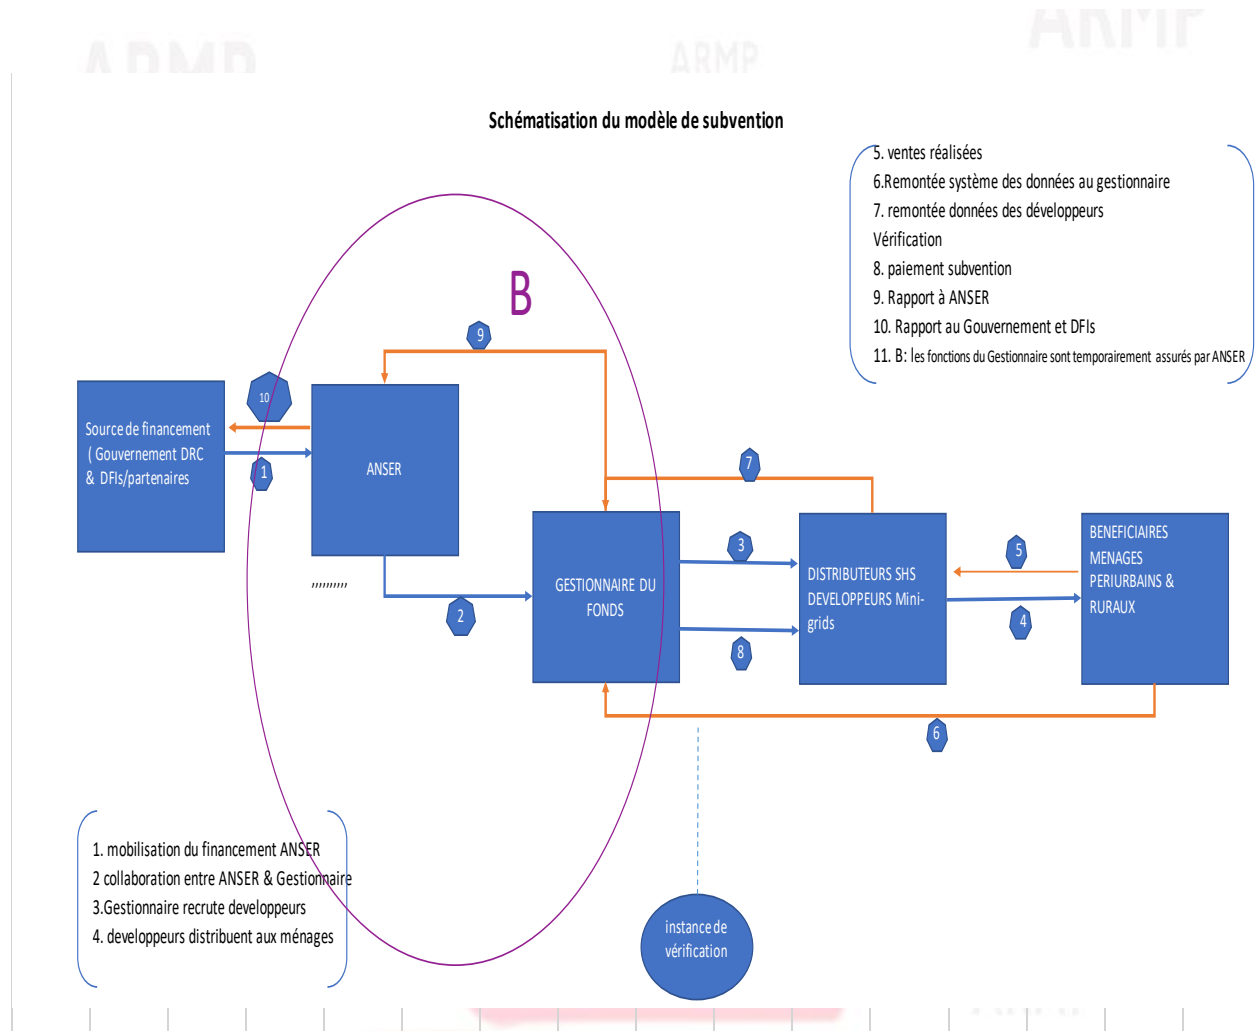 ARMP
ARMP
ARMP
Schématisation du modèle de subvention
5. ventes réalisées
6.Remontée système des données au gestionnaire
7. remontée données des développeurs
Vérification
8. paiement subvention
9. Rapport à ANSER
10. Rapport au Gouvernement et DFIs
11. B: les fonctions du Gestionnaire sont temporairement assurés par ANSER
B
9
10
Source de financement
( Gouvernement DRC
& DFIs/partenaires
1
ANSER
,,,,,,,,,,,
2
GESTIONNAIRE DU
FONDS
7
3
8
DISTRIBUTEURS SHS
DEVELOPPEURS Mini-
grids
5
4
BENEFICIAIRES
MENAGES
PERIURBAINS &
RURAUX
6
1. mobilisation du financement ANSER
2 collaboration entre ANSER & Gestionnaire
3.Gestionnaire recrute developpeurs
4. developpeurs distribuent aux ménages
instance de
vérification
ARMP